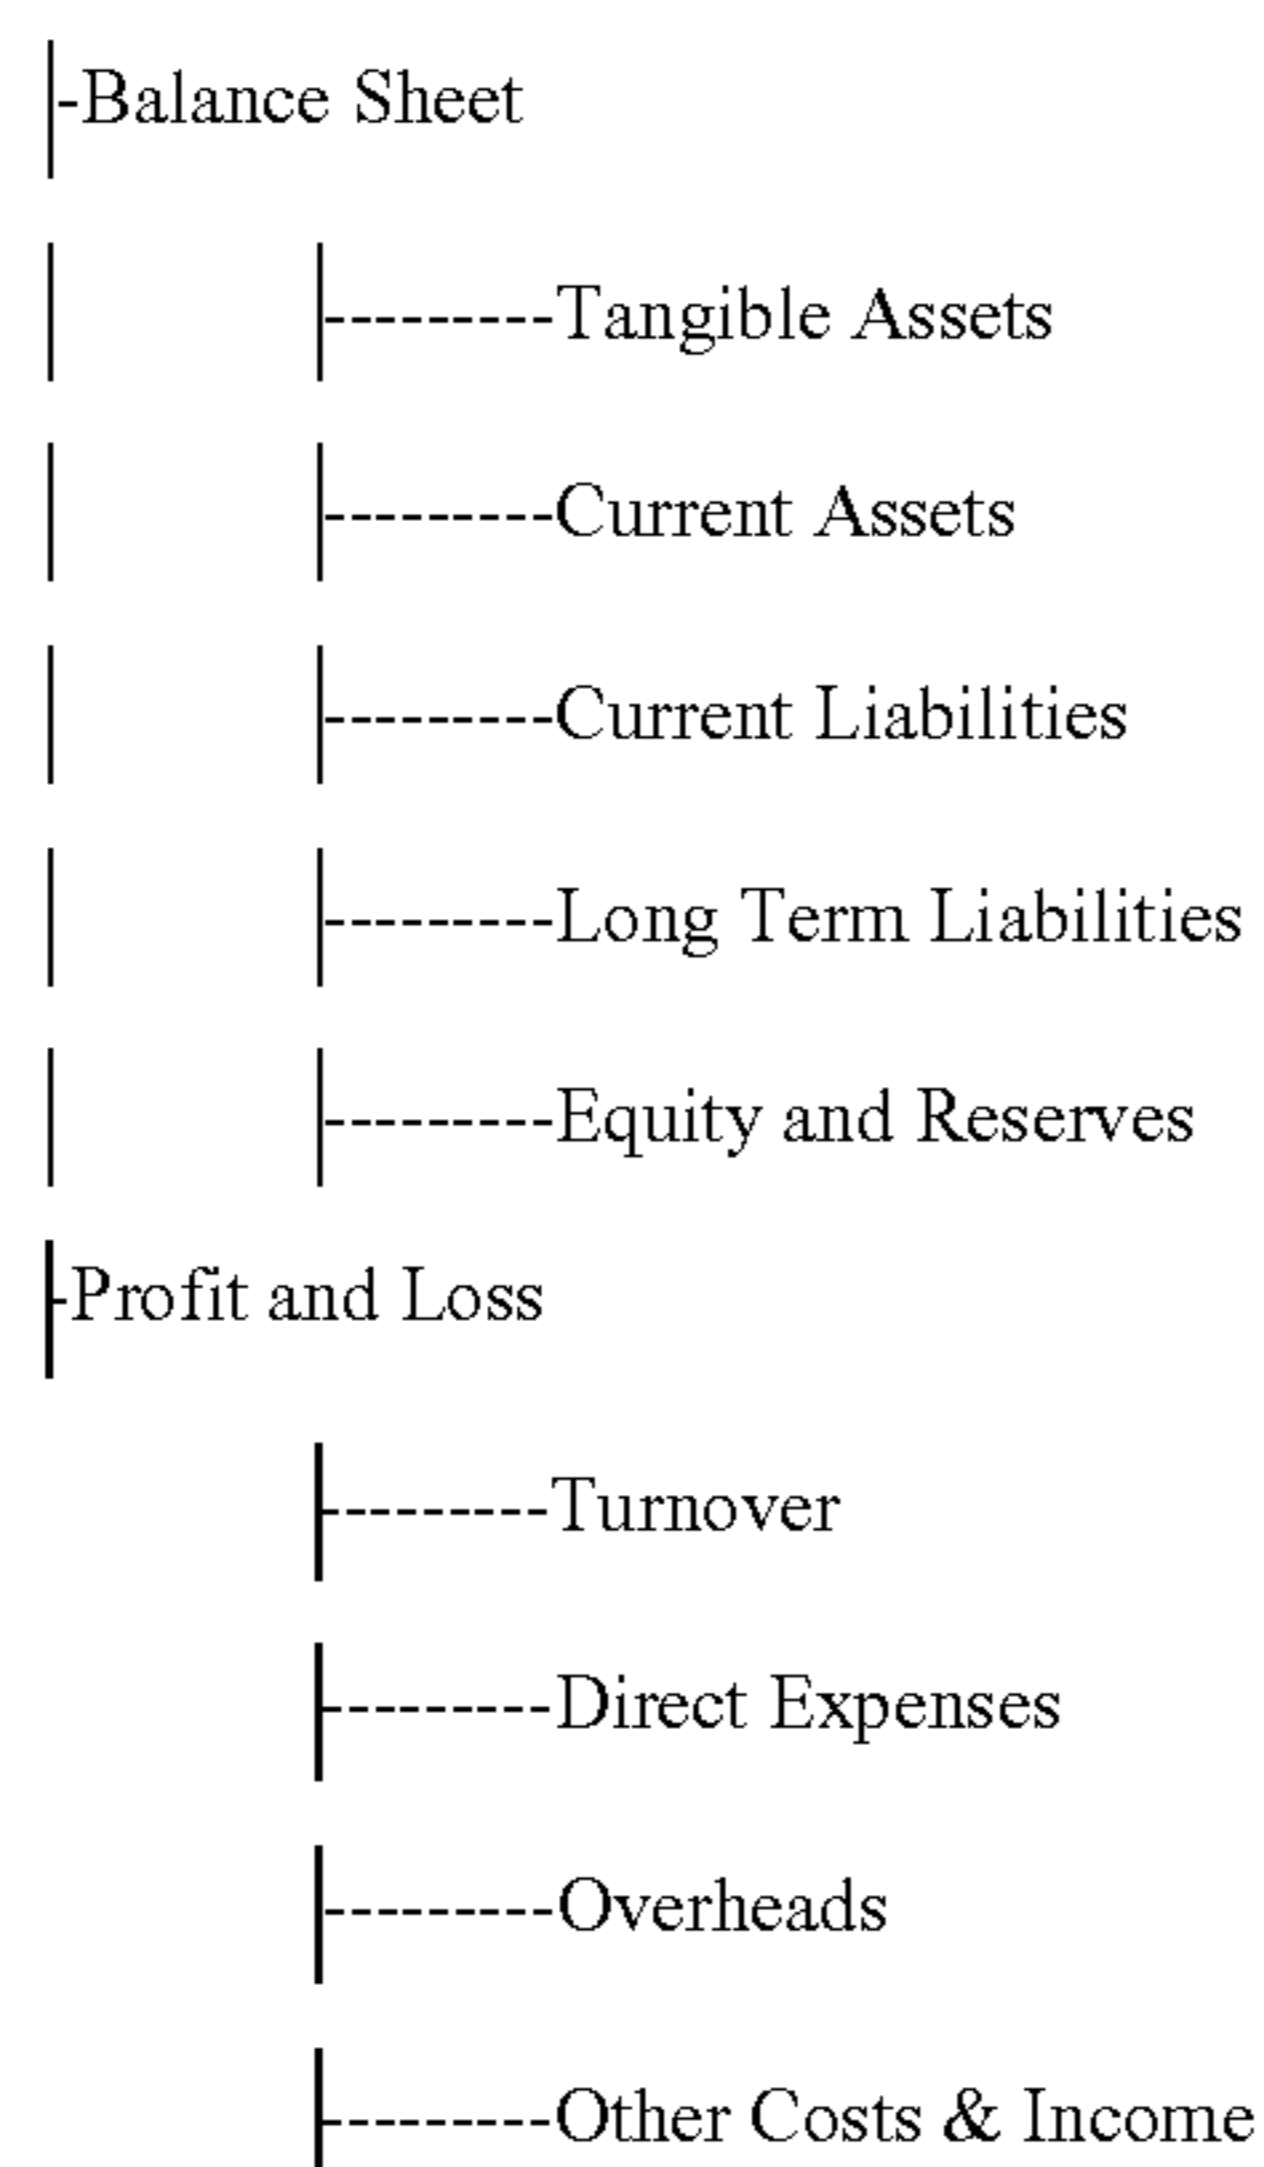 |-Balance Sheet
| |---------Tangible Assets
| |---------Current Assets
| |---------Current Liabilities
| |---------Long Term Liabilities
| |---------Equity and Reserves
|-Profit and Loss
|---------Turnover
|---------Direct Expenses
|---------Overheads
|---------Other Costs & Income